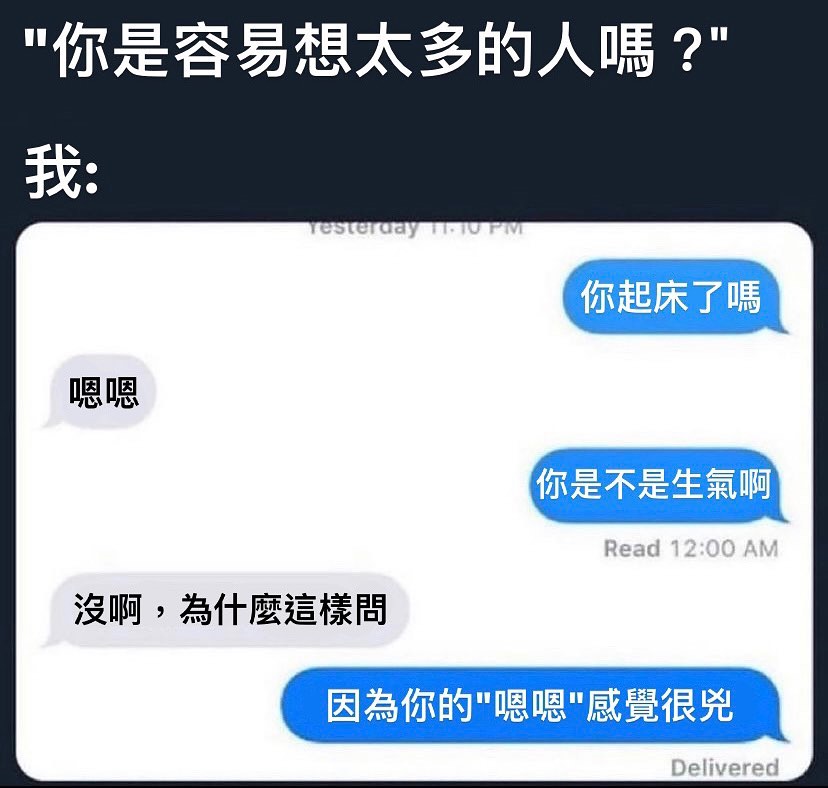 "你是容易想太多的人嗎？"
我:
Yesterday 11:10 PM
你起床了嗎
嗯嗯
你是不是生氣啊
Read 12:00 AM
沒啊，為什麼這樣問
因為你的"嗯嗯"感覺很兇
Delivered